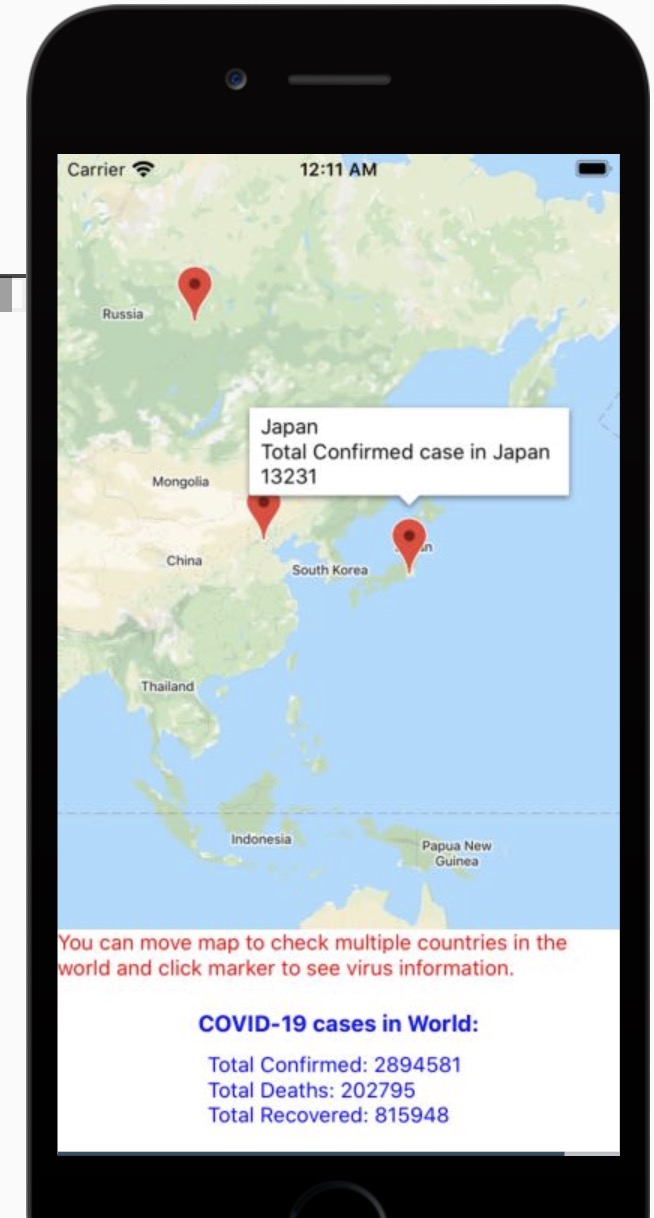 Carrier
12:11 AM
Russia
Japan
Total Confirmed case in Japan
13231
Mongolia
China
South Korea
Thailand
Indonesia
Papua New
Guinea
You can move map to check multiple countries in the
world and click marker to see virus information.
COVID-19 cases in World:
Total Confirmed: 2894581
Total Deaths: 202795
Total Recovered: 815948